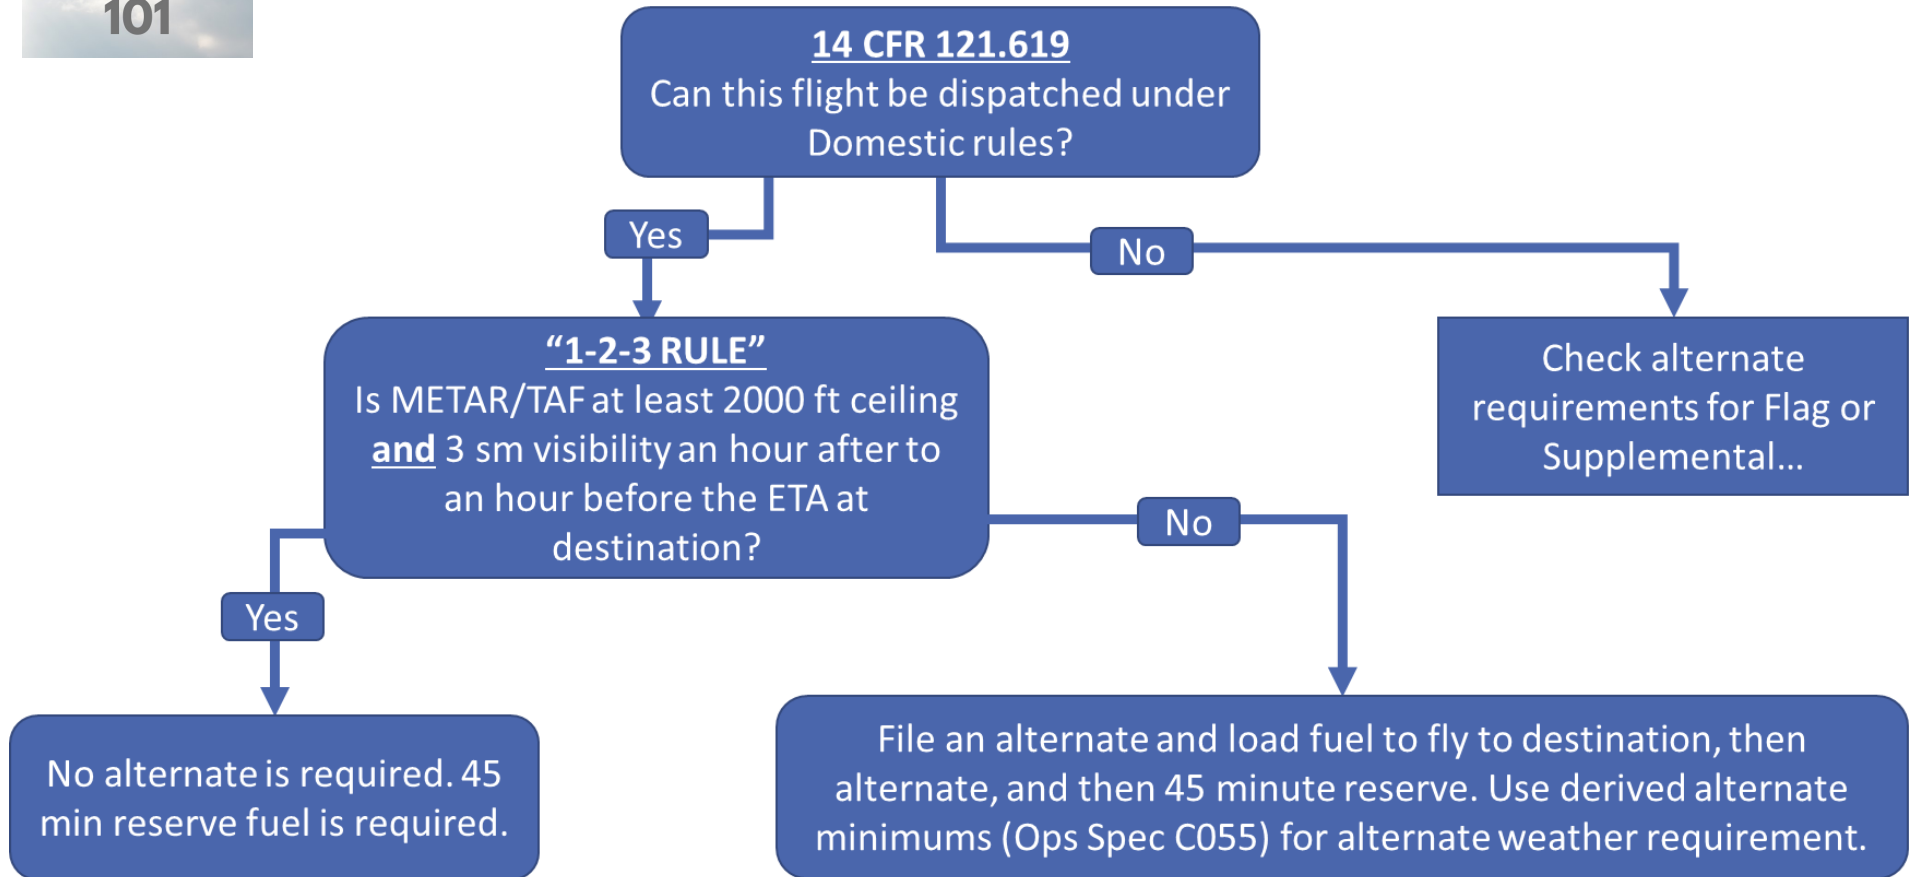 101
14 CFR 121.619
Can this flight be dispatched under
Domestic rules?
Yes
No
"1-2-3 RULE"
Is METAR/TAF at least 2000 ft ceiling
and 3 sm visibility an hour after to
an hour before the ETA at
destination?
Check alternate
requirements for Flag or
Supplemental...
No
Yes
No alternate is required. 45
min reserve fuel is required.
File an alternate and load fuel to fly to destination, then
alternate, and then 45 minute reserve. Use derived alternate
minimums (Ops Spec C055) for alternate weather requirement.